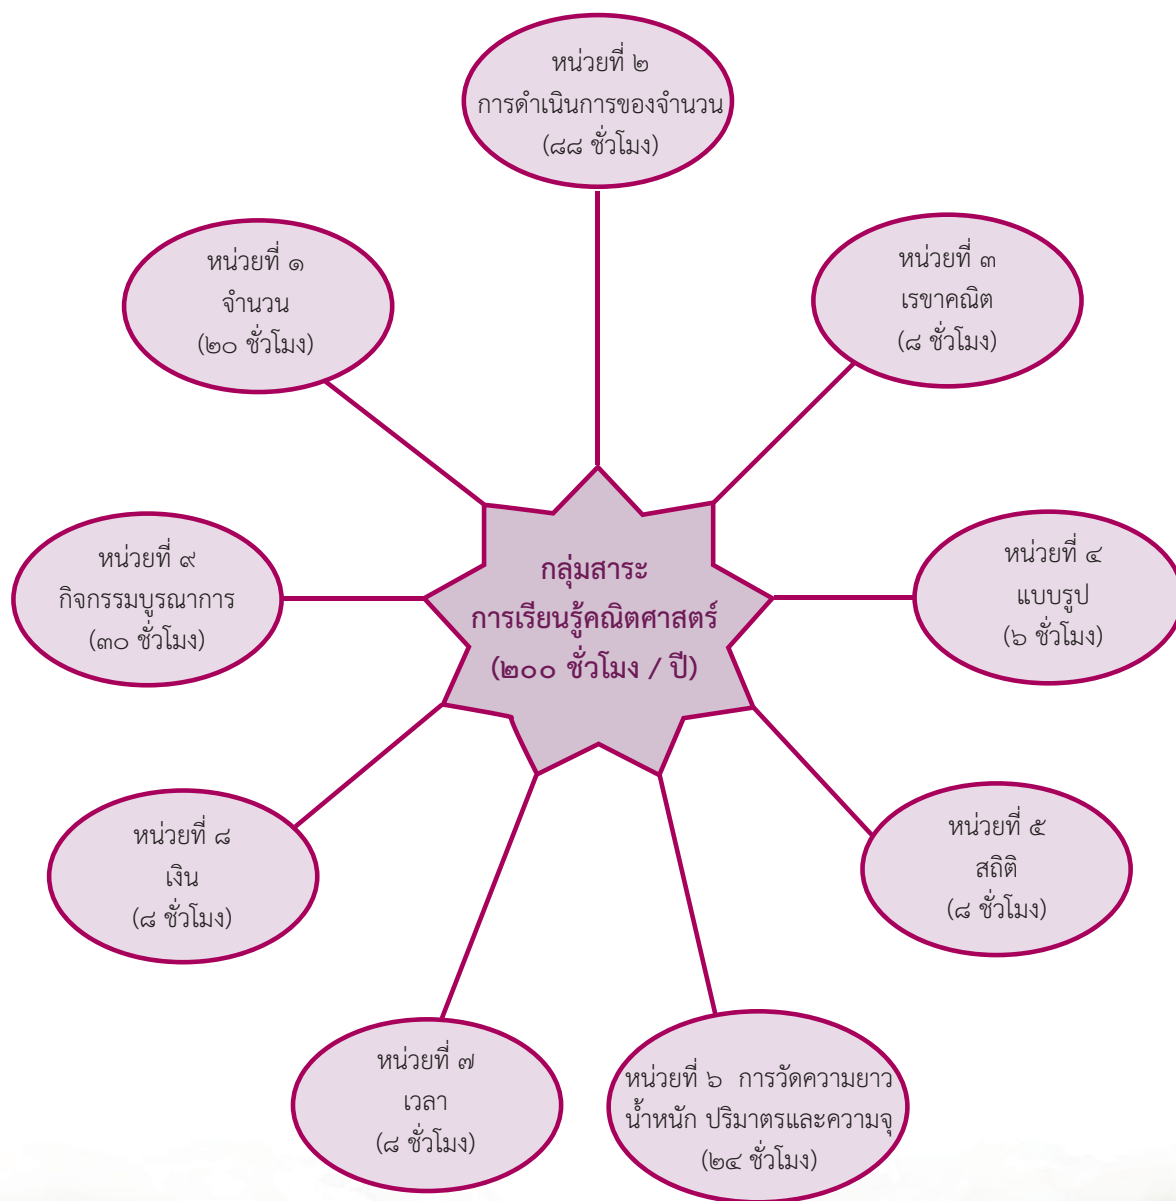 หน่วยที่ ๒
การดำเนินการของจำนวน
(๘๘ ชั่วโมง)
หน่วยที่ ๑
จำนวน
(๒๐ ชั่วโมง)
หน่วยที่ ๓
เรขาคณิต
(๘ ชั่วโมง)
หน่วยที่ ๙
กิจกรรมบูรณาการ
(๓๐ ชั่วโมง)
กลุ่มสาระ
การเรียนรู้คณิตศาสตร์
(๒๐๐ ชั่วโมง / ปี)
หน่วยที่ ๔
แบบรูป
(๖ ชั่วโมง)
หน่วยที่ ๘
เงิน
(๘ ชั่วโมง)
หน่วยที่ ๕
สถิติ
(๘ ชั่วโมง)
หน่วยที่ ๗
เวลา
(๘ ชั่วโมง)
หน่วยที่ ๖ การวัดความยาว
น้ำหนัก ปริมาตรและความจุ
(๒๔ ชั่วโมง)